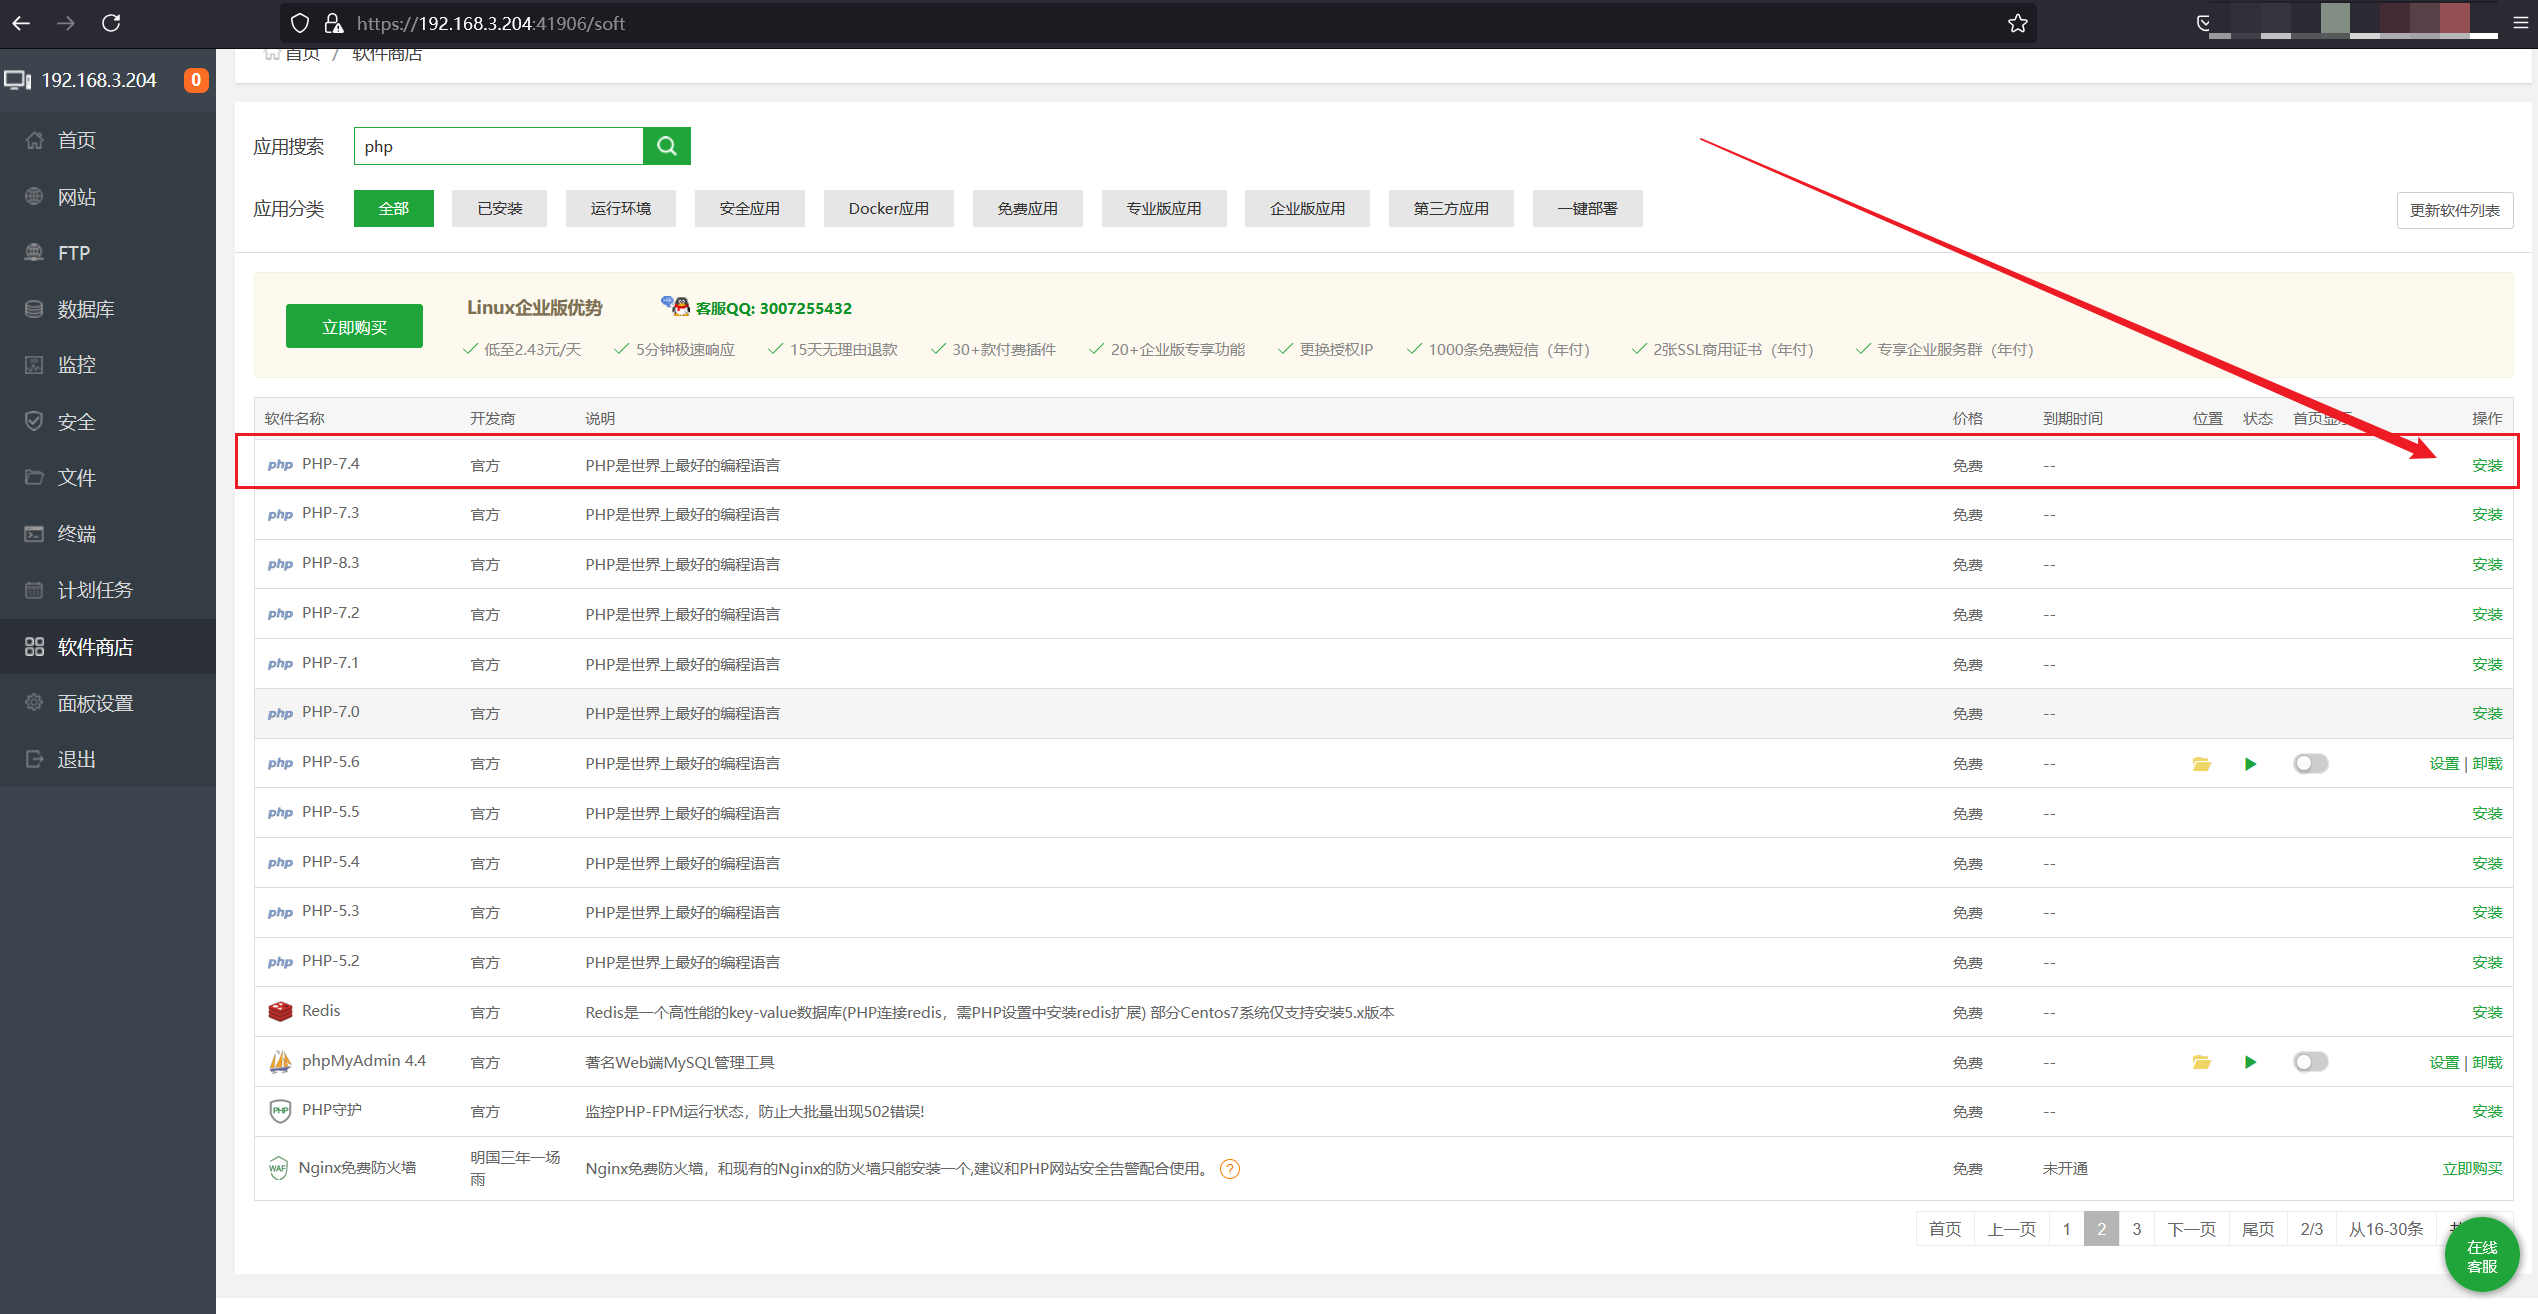 https://192.168.3.204:41906/soft
首页 / 软件商店
192.168.3.204 0
首页
网站
FTP
数据库
监控
安全
文件
终端
计划任务
软件商店
面板设置
退出
应用搜索 php
应用分类 全部 已安装 运行环境 安全应用 Docker应用 免费应用 专业版应用 企业版应用 第三方应用 一键部署 更新软件列表
立即购买
Linux企业版优势 客服QQ: 3007255432
低至2.43元/天 5分钟极速响应 15天无理由退款 30+款付费插件 20+企业版专享功能 更换授权IP 1000条免费短信（年付） 2张SSL商用证书（年付） 专享企业服务群（年付）
软件名称 开发商 说明 价格 到期时间 位置 状态 首页显示 操作
php PHP-7.4 官方 PHP是世界上最好的编程语言 免费 -- 安装
php PHP-7.3 官方 PHP是世界上最好的编程语言 免费 -- 安装
php PHP-8.3 官方 PHP是世界上最好的编程语言 免费 -- 安装
php PHP-7.2 官方 PHP是世界上最好的编程语言 免费 -- 安装
php PHP-7.1 官方 PHP是世界上最好的编程语言 免费 -- 安装
php PHP-7.0 官方 PHP是世界上最好的编程语言 免费 -- 安装
php PHP-5.6 官方 PHP是世界上最好的编程语言 免费 -- 设置 | 卸载
php PHP-5.5 官方 PHP是世界上最好的编程语言 免费 -- 安装
php PHP-5.4 官方 PHP是世界上最好的编程语言 免费 -- 安装
php PHP-5.3 官方 PHP是世界上最好的编程语言 免费 -- 安装
php PHP-5.2 官方 PHP是世界上最好的编程语言 免费 -- 安装
Redis 官方 Redis是一个高性能的key-value数据库(PHP连接redis，需PHP设置中安装redis扩展) 部分Centos7系统仅支持安装5.x版本 免费 -- 安装
phpMyAdmin 4.4 官方 著名Web端MySQL管理工具 免费 -- 设置 | 卸载
PHP PHP守护 官方 监控PHP-FPM运行状态，防止大批量出现502错误! 免费 -- 安装
WAF Nginx免费防火墙 明国三年一场雨 Nginx免费防火墙，和现有的Nginx的防火墙只能安装一个,建议和PHP网站安全告警配合使用。 ? 免费 未开通 立即购买
首页 上一页 1 2 3 下一页 尾页 2/3 从16-30条
在线
客服